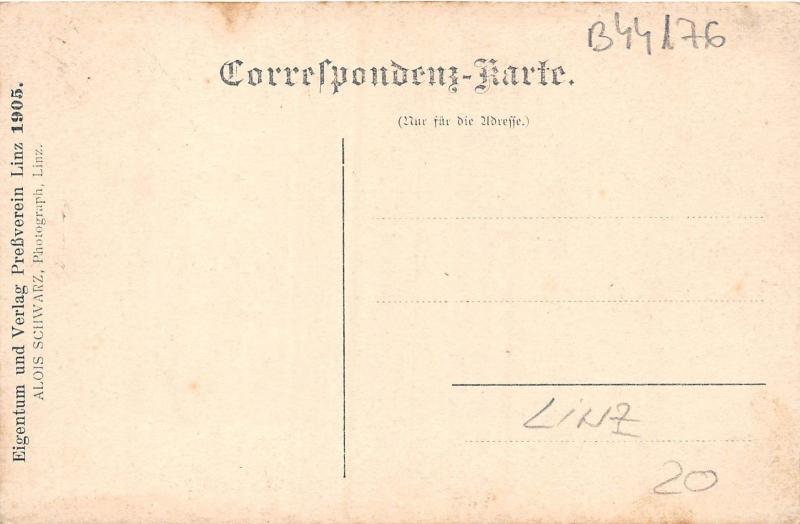 B44176
Correspondenz-Karte.
(Nur für die Adresse.)
Eigentum und Verlag Preßverein Linz 1905.
ALOIS SCHWARZ, Photograph, Linz.
LINZ
20